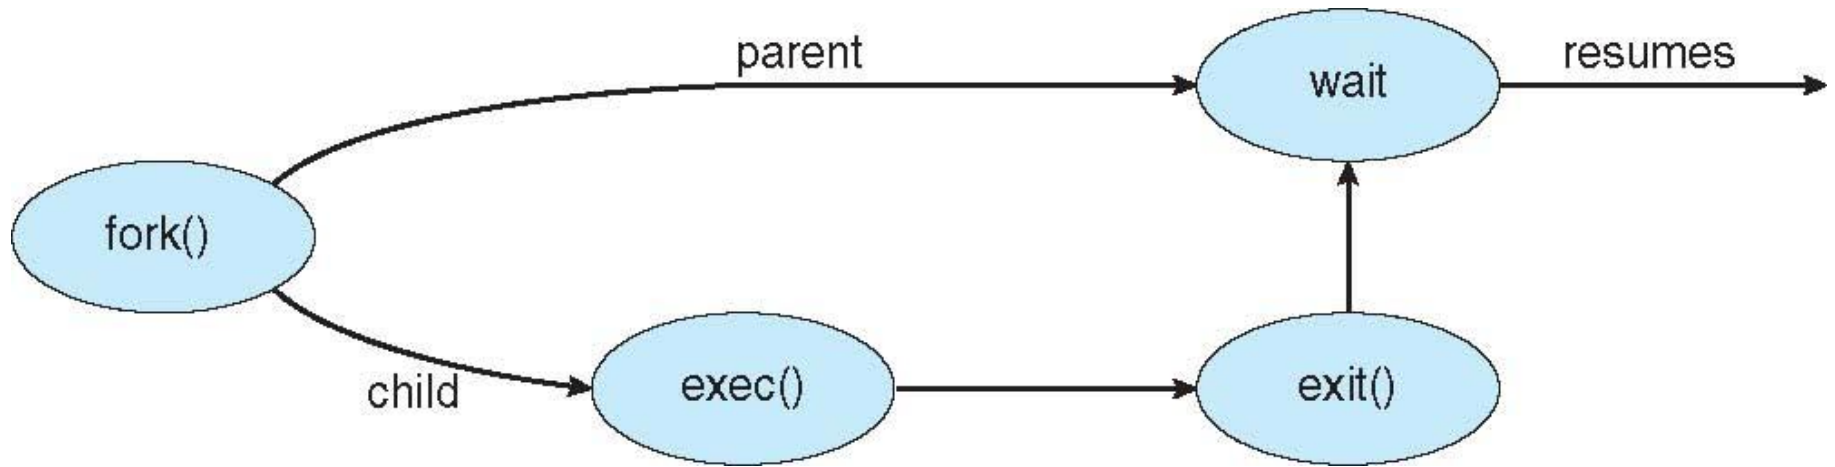 parent
wait
resumes
fork()
child
exec()
exit()